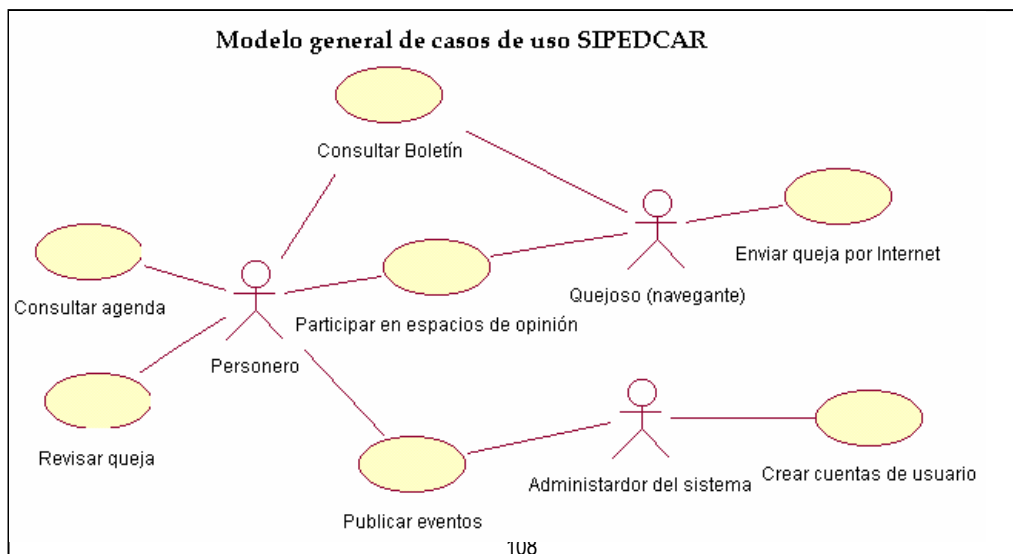 Modelo general de casos de uso SIPEDCAR
Consultar Boletín
Enviar queja por Internet
Quejoso (navegante)
Consultar agenda
Participar en espacios de opinión
Personero
Revisar queja
Administardor del sistema
Crear cuentas de usuario
Publicar eventos
108